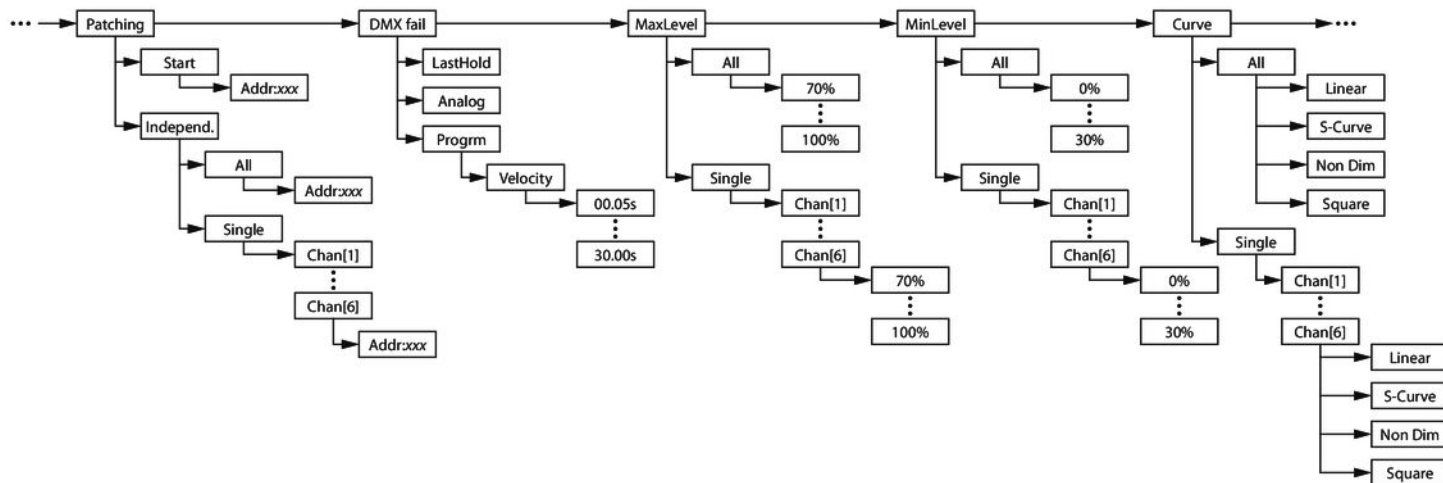 ••• Patching DMX fail MaxLevel MinLevel Curve •••
Start LastHold All All All
Addr:xxx Analog 70% 0% Linear
Independ. Progrm 100% 30% S-Curve
All Velocity Single Single Non Dim
Addr:xxx 00.05s Chan[1] Chan[1] Square
Single 30.00s Chan[6] Chan[6] Single
Chan[1] 70% 0% Chan[1]
Chan[6] 100% 30% Chan[6]
Addr:xxx Linear
S-Curve
Non Dim
Square